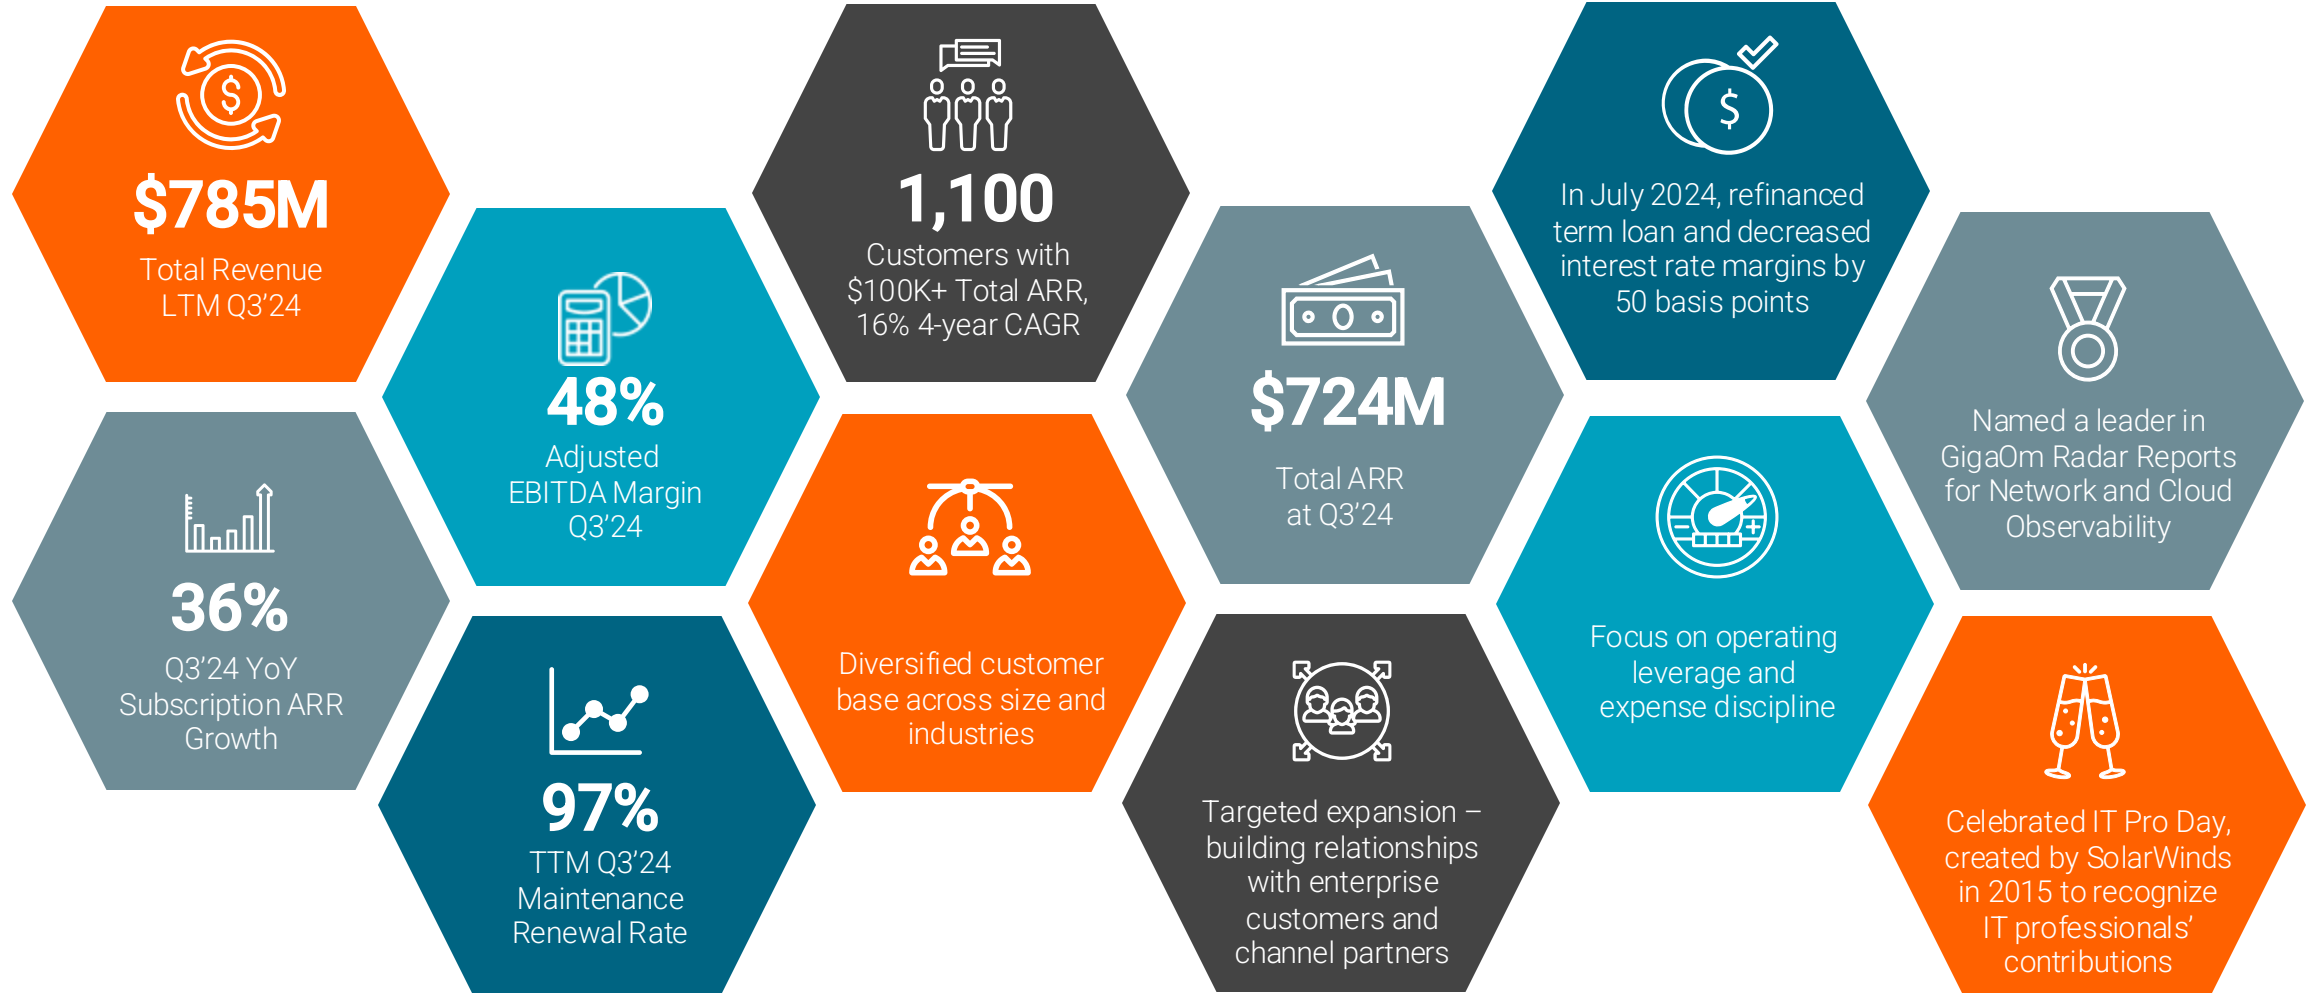 $785M
Total Revenue
LTM Q3’24
36%
Q3’24 YoY
Subscription ARR
Growth
48%
Adjusted
EBITDA Margin
Q3’24
97%
TTM Q3’24
Maintenance
Renewal Rate
1,100
Customers with
$100K+ Total ARR,
16% 4-year CAGR
Diversified customer
base across size and
industries
$724M
Total ARR
at Q3’24
Targeted expansion –
building relationships
with enterprise
customers and
channel partners
In July 2024, refinanced
term loan and decreased
interest rate margins by
50 basis points
Focus on operating
leverage and
expense discipline
Named a leader in
GigaOm Radar Reports
for Network and Cloud
Observability
Celebrated IT Pro Day,
created by SolarWinds
in 2015 to recognize
IT professionals’
contributions